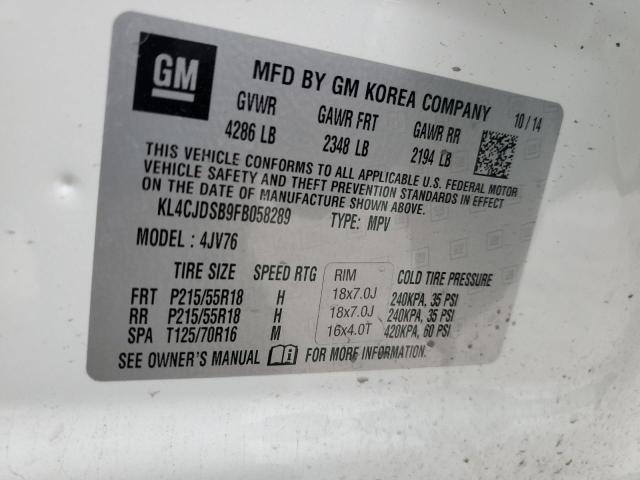 GM
MFD BY GM KOREA COMPANY
10/14
GVWR GAWR FRT GAWR RR
4286 LB 2348 LB 2194 LB
THIS VEHICLE CONFORMS TO ALL APPLICABLE U.S. FEDERAL MOTOR
VEHICLE SAFETY AND THEFT PREVENTION STANDARDS IN EFFECT
ON THE DATE OF MANUFACTURE SHOWN ABOVE.
KL4CJDSB9FB058289 TYPE: MPV
MODEL: 4JV76
TIRE SIZE SPEED RTG RIM COLD TIRE PRESSURE
FRT P215/55R18 H 18x7.0J 240KPA, 35 PSI
RR P215/55R18 H 18x7.0J 240KPA, 35 PSI
SPA T125/70R16 M 16x4.0T 420KPA, 60 PSI
SEE OWNER'S MANUAL FOR MORE INFORMATION.